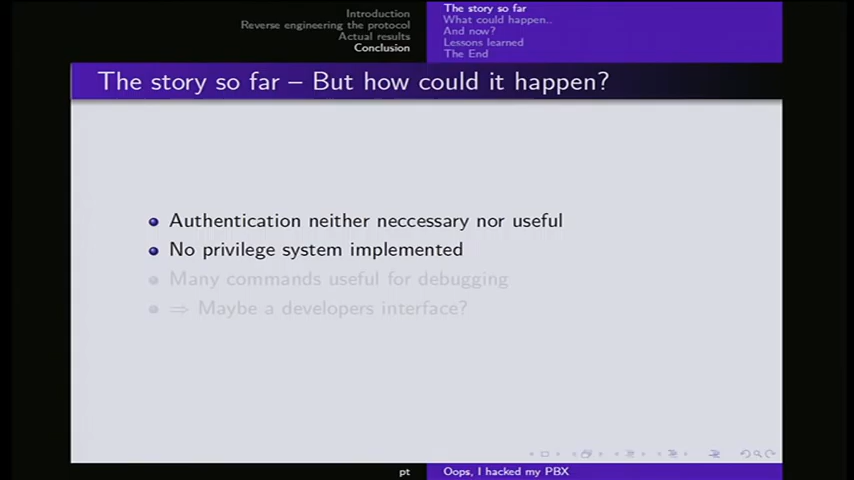 Introduction
Reverse engineering the protocol
Actual results
Conclusion
The story so far
What could happen..
And now?
Lessons learned
The End
The story so far – But how could it happen?
Authentication neither neccessary nor useful
No privilege system implemented
Many commands useful for debugging
⇒ Maybe a developers interface?
pt
Oops, I hacked my PBX